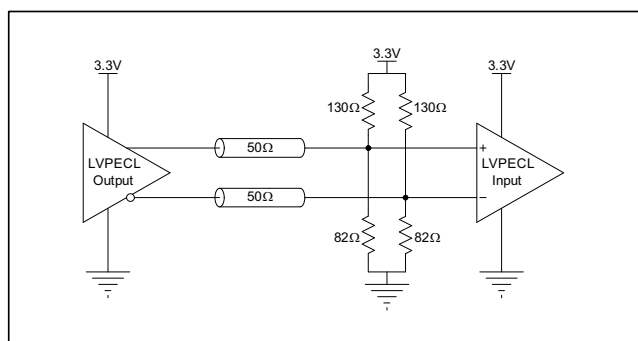 3.3V
3.3V
3.3V
130Ω
130Ω
50Ω
LVPECL
Output
+
LVPECL
Input
50Ω
−
82Ω
82Ω